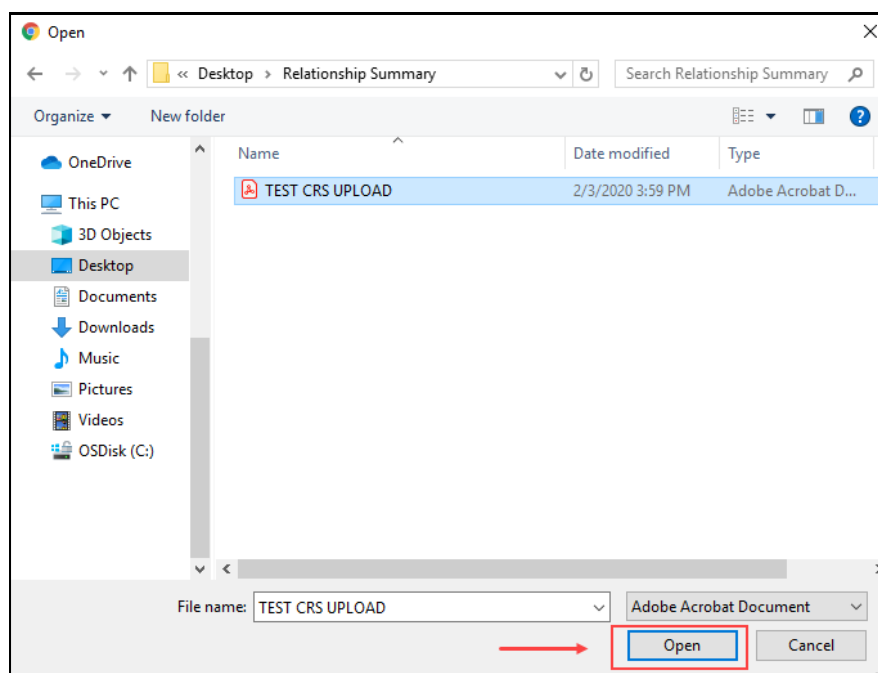 Open
« Desktop > Relationship Summary
Search Relationship Summary
Organize
New folder
Name
Date modified
Type
OneDrive
TEST CRS UPLOAD
2/3/2020 3:59 PM
Adobe Acrobat D...
This PC
3D Objects
Desktop
Documents
Downloads
Music
Pictures
Videos
OSDisk (C:)
File name:
TEST CRS UPLOAD
Adobe Acrobat Document
Open
Cancel